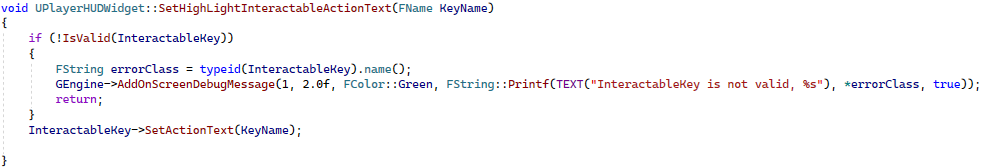 void UPlayerHUDWidget::SetHighLightInteractableActionText(FName KeyName)
{
    if (!IsValid(InteractableKey))
    {
        FString errorClass = typeid(InteractableKey).name();
        GEngine->AddOnScreenDebugMessage(1, 2.0f, FColor::Green, FString::Printf(TEXT("InteractableKey is not valid, %s"), *errorClass, true));
        return;
    }
    InteractableKey->SetActionText(KeyName);
}